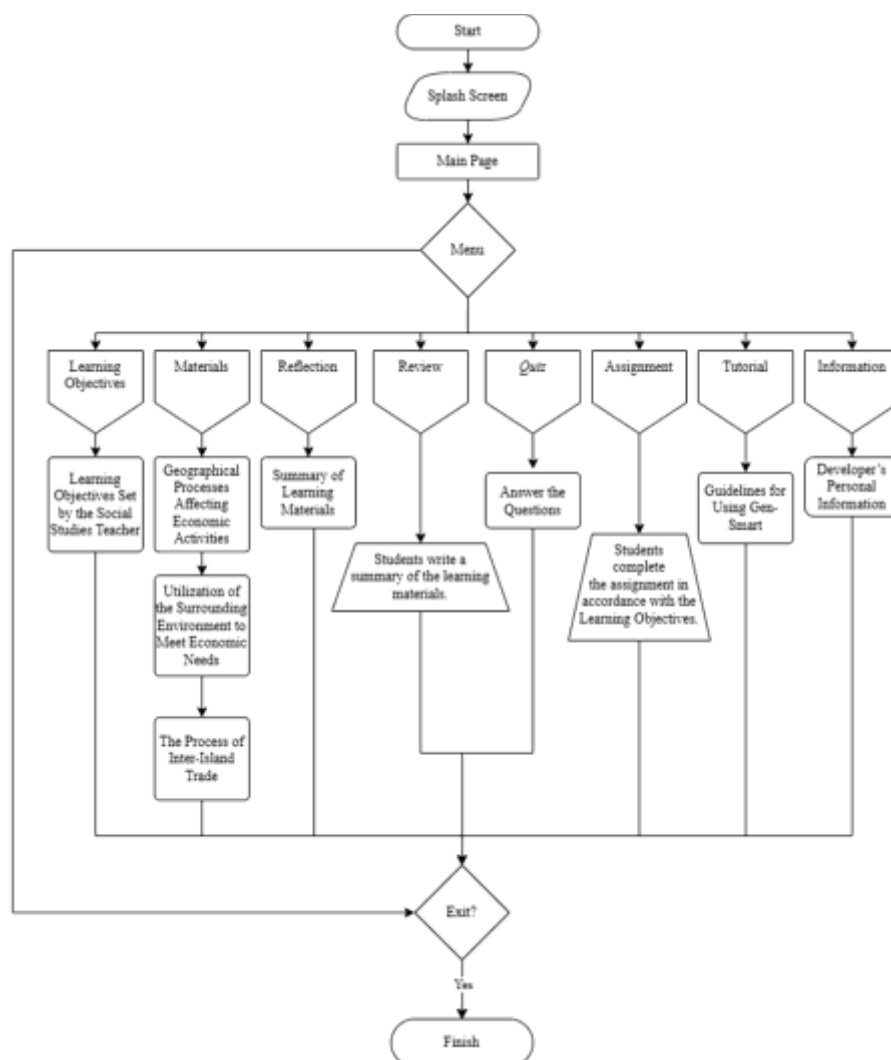 Start
Splash Screen
Main Page
Menu
Learning
Objectives
Materials
Reflection
Review
Quiz
Assignment
Tutorial
Information
Learning
Objectives Set
by the Social
Studies Teacher
Geographical
Processes
Affecting
Economic
Activities
Utilization of
the Surrounding
Environment to
Meet Economic
Needs
The Process of
Inter-Island
Trade
Summary of
Learning
Materials
Students write a
summary of the learning
materials.
Answer the
Questions
Students
complete
the assignment in
accordance with the
Learning Objectives.
Guidelines for
Using Gen-
Smart
Developer's
Personal
Information
Exit?
Yes
Finish